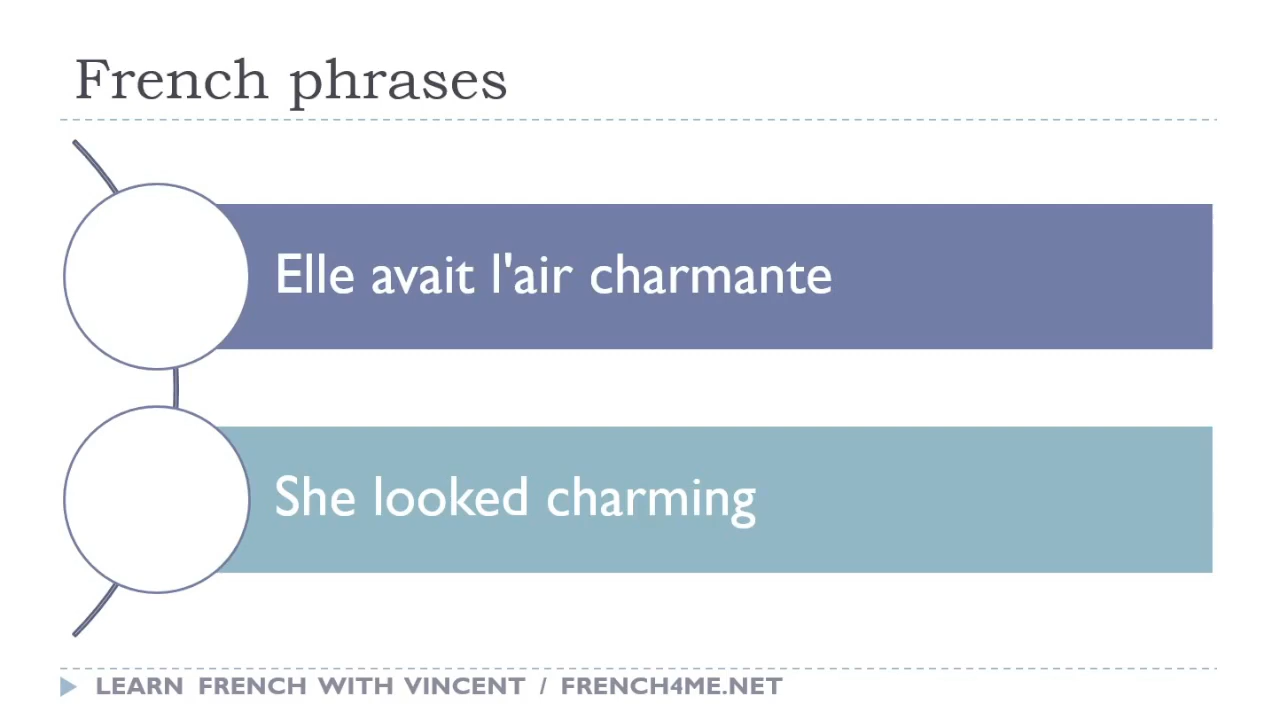 French phrases
Elle avait l'air charmante
She looked charming
LEARN FRENCH WITH VINCENT / FRENCH4ME.NET